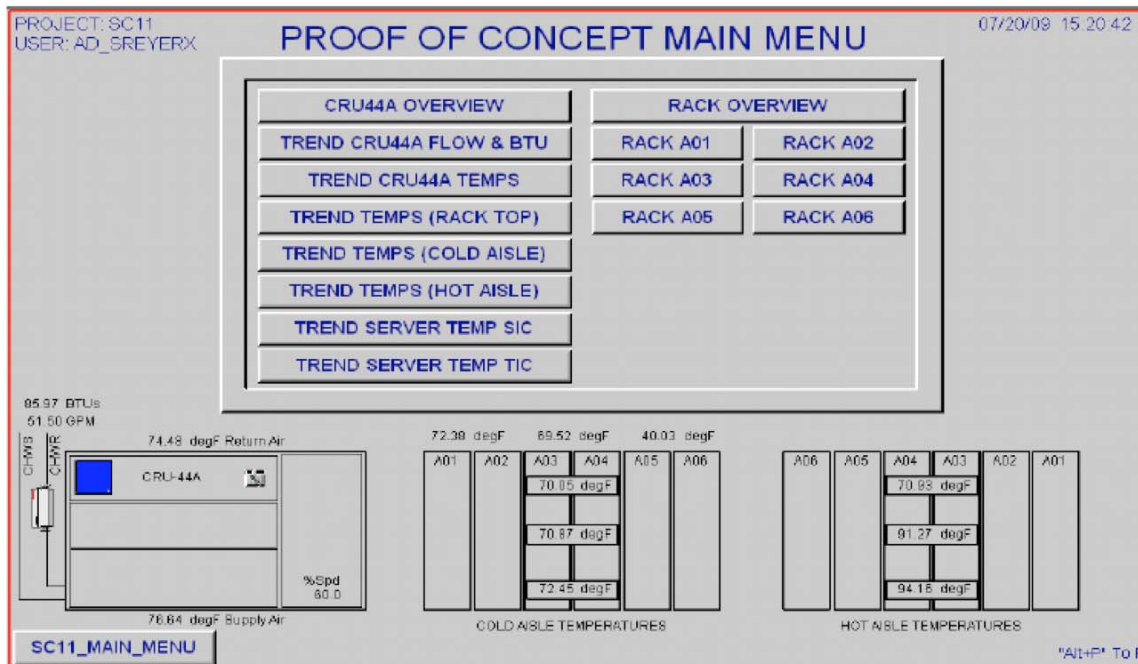 PROJECT: SC11
USER: AD_SREYERX
PROOF OF CONCEPT MAIN MENU
07/20/09 15:20:42
CRU44A OVERVIEW
RACK OVERVIEW
TREND CRU44A FLOW & BTU
RACK A01
RACK A02
TREND CRU44A TEMPS
RACK A03
RACK A04
TREND TEMPS (RACK TOP)
RACK A05
RACK A06
TREND TEMPS (COLD AISLE)
TREND TEMPS (HOT AISLE)
TREND SERVER TEMP SIC
TREND SERVER TEMP TIC
85.97 BTUs
51.50 GPM
CHWS
CHWR
74.48 degF Return Air
CRU-44A
%Spd
60.0
76.64 degF Supply Air
72.38 degF 69.52 degF 40.03 degF
A01 A02 A03 A04 A05 A06
70.05 degF
70.87 degF
72.45 degF
COLD AISLE TEMPERATURES
A06 A05 A04 A03 A02 A01
70.93 degF
91.27 degF
94.16 degF
HOT AISLE TEMPERATURES
SC11_MAIN_MENU
"Alt+P" To